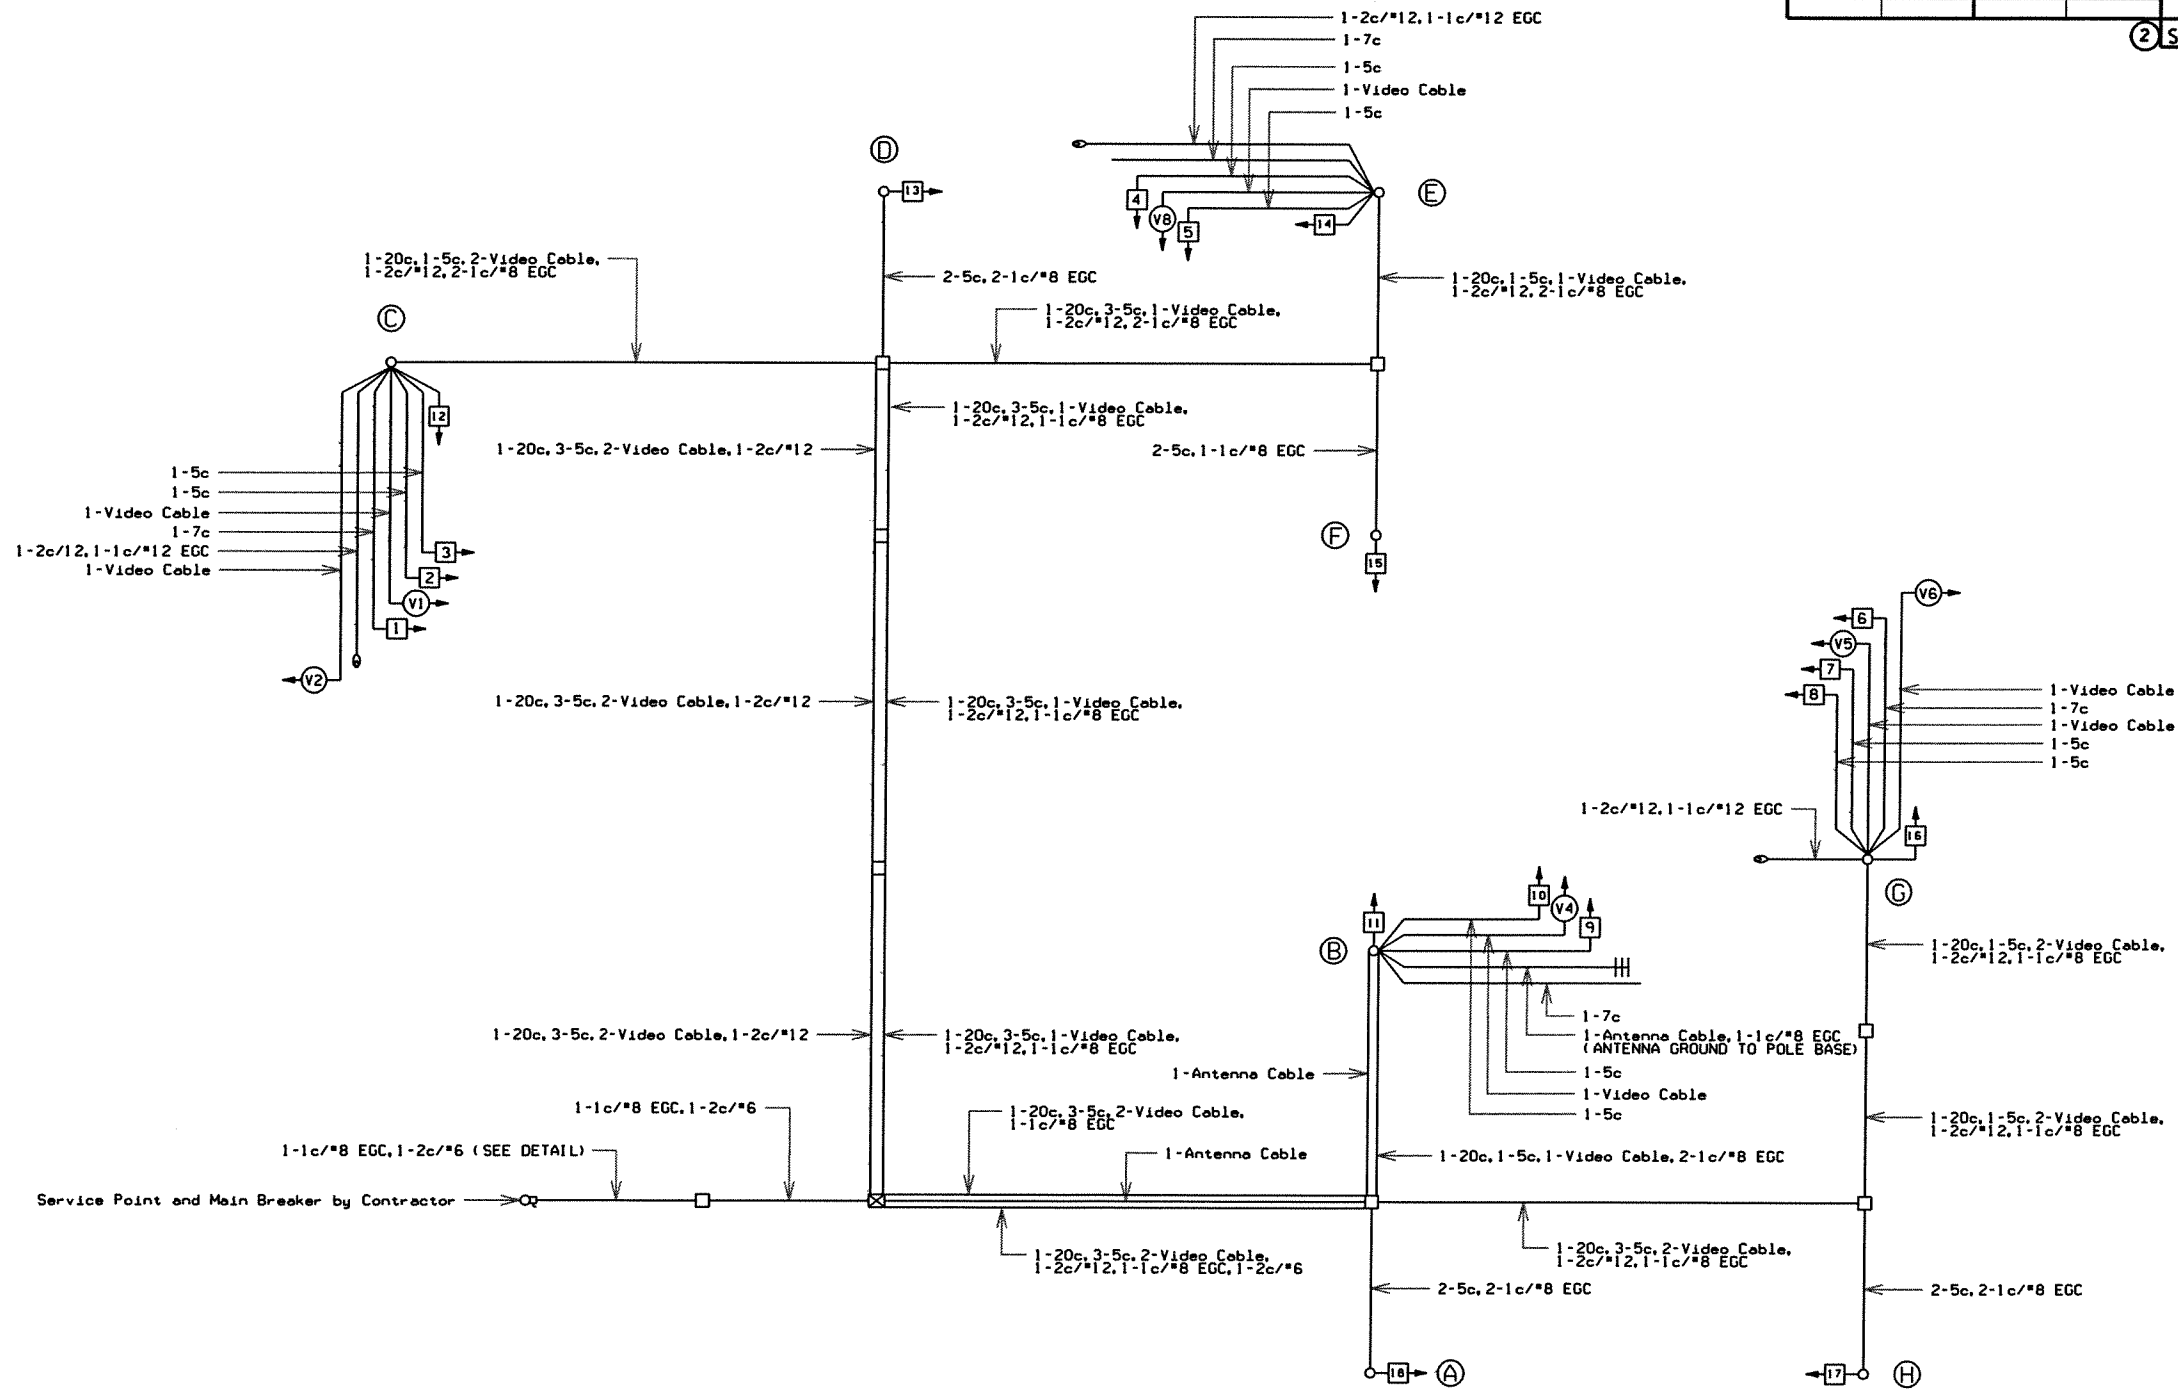 1-2c/#12,1-1c/#12 EGC
1-7c
1-5c
1-Video Cable
1-5c
2
S
D
13
E
4
V8
5
14
1-20c,1-5c,2-Video Cable,
1-2c/#12,2-1c/#8 EGC
2-5c,2-1c/#8 EGC
1-20c,1-5c,1-Video Cable,
1-2c/#12,2-1c/#8 EGC
1-20c,3-5c,1-Video Cable,
1-2c/#12,2-1c/#8 EGC
C
12
1-20c,3-5c,1-Video Cable,
1-2c/#12,1-1c/#8 EGC
1-20c,3-5c,2-Video Cable,1-2c/#12
2-5c,1-1c/#8 EGC
1-5c
1-5c
1-Video Cable
1-7c
1-2c/12,1-1c/#12 EGC
1-Video Cable
3
2
V1
1
V2
F
15
V6
6
V5
7
8
1-Video Cable
1-7c
1-Video Cable
1-5c
1-5c
1-20c,3-5c,2-Video Cable,1-2c/#12
1-20c,3-5c,1-Video Cable,
1-2c/#12,1-1c/#8 EGC
1-2c/#12,1-1c/#12 EGC
16
G
10
V4
9
11
B
1-20c,1-5c,2-Video Cable,
1-2c/#12,1-1c/#8 EGC
1-7c
1-Antenna Cable,1-1c/#8 EGC
(ANTENNA GROUND TO POLE BASE)
1-5c
1-Video Cable
1-5c
1-20c,3-5c,2-Video Cable,1-2c/#12
1-20c,3-5c,1-Video Cable,
1-2c/#12,1-1c/#8 EGC
1-Antenna Cable
1-1c/#8 EGC,1-2c/#6
1-20c,3-5c,2-Video Cable,
1-1c/#8 EGC
1-20c,1-5c,2-Video Cable,
1-2c/#12,1-1c/#8 EGC
1-1c/#8 EGC,1-2c/#6 (SEE DETAIL)
1-Antenna Cable
1-20c,1-5c,1-Video Cable,2-1c/#8 EGC
Service Point and Main Breaker by Contractor
1-20c,3-5c,2-Video Cable,
1-2c/#12,1-1c/#8 EGC,1-2c/#6
1-20c,3-5c,2-Video Cable,
1-2c/#12,1-1c/#8 EGC
2-5c,2-1c/#8 EGC
2-5c,2-1c/#8 EGC
18
A
17
H